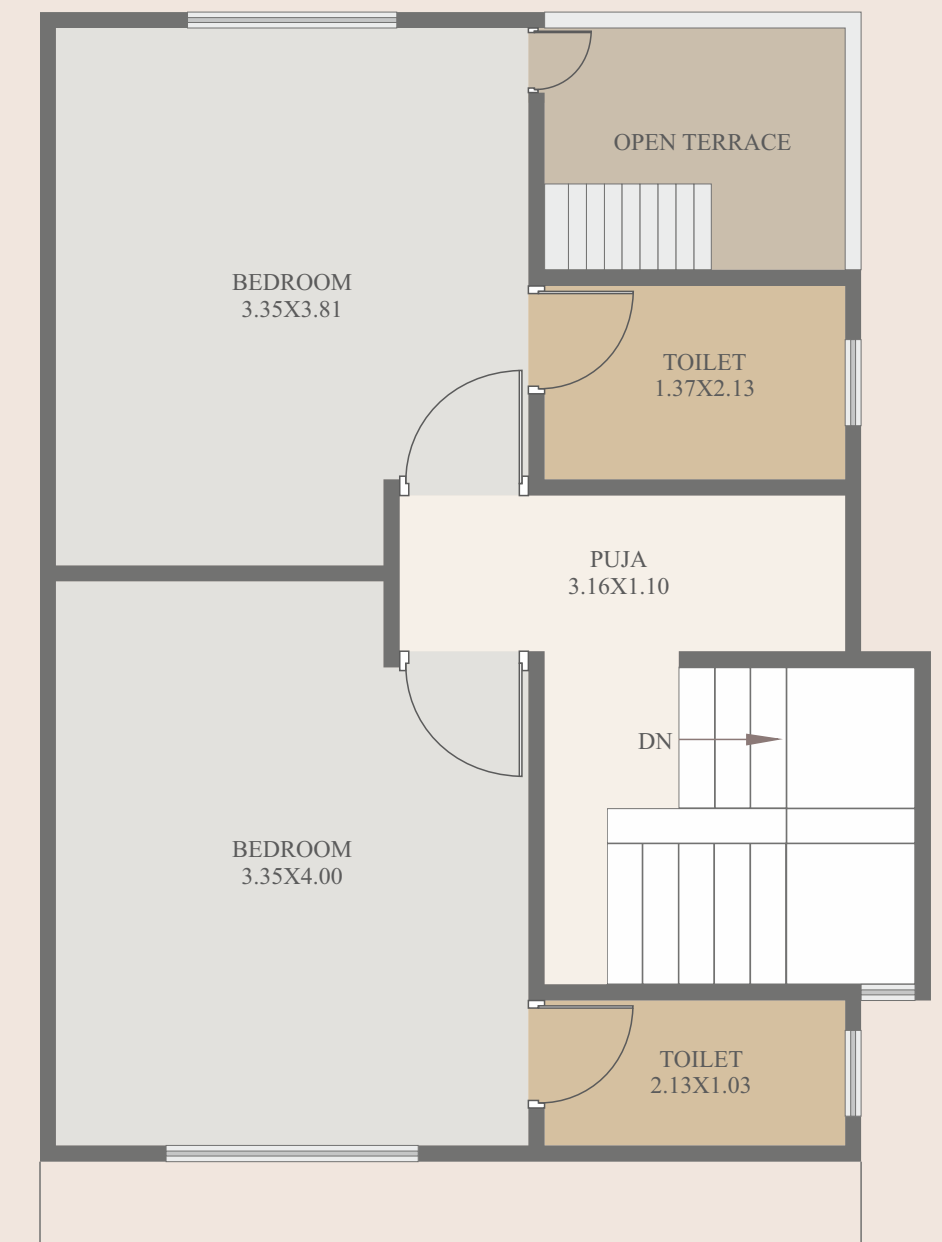 OPEN TERRACE
BEDROOM
3.35X3.81
TOILET
1.37X2.13
PUJA
3.16X1.10
DN
BEDROOM
3.35X4.00
TOILET
2.13X1.03